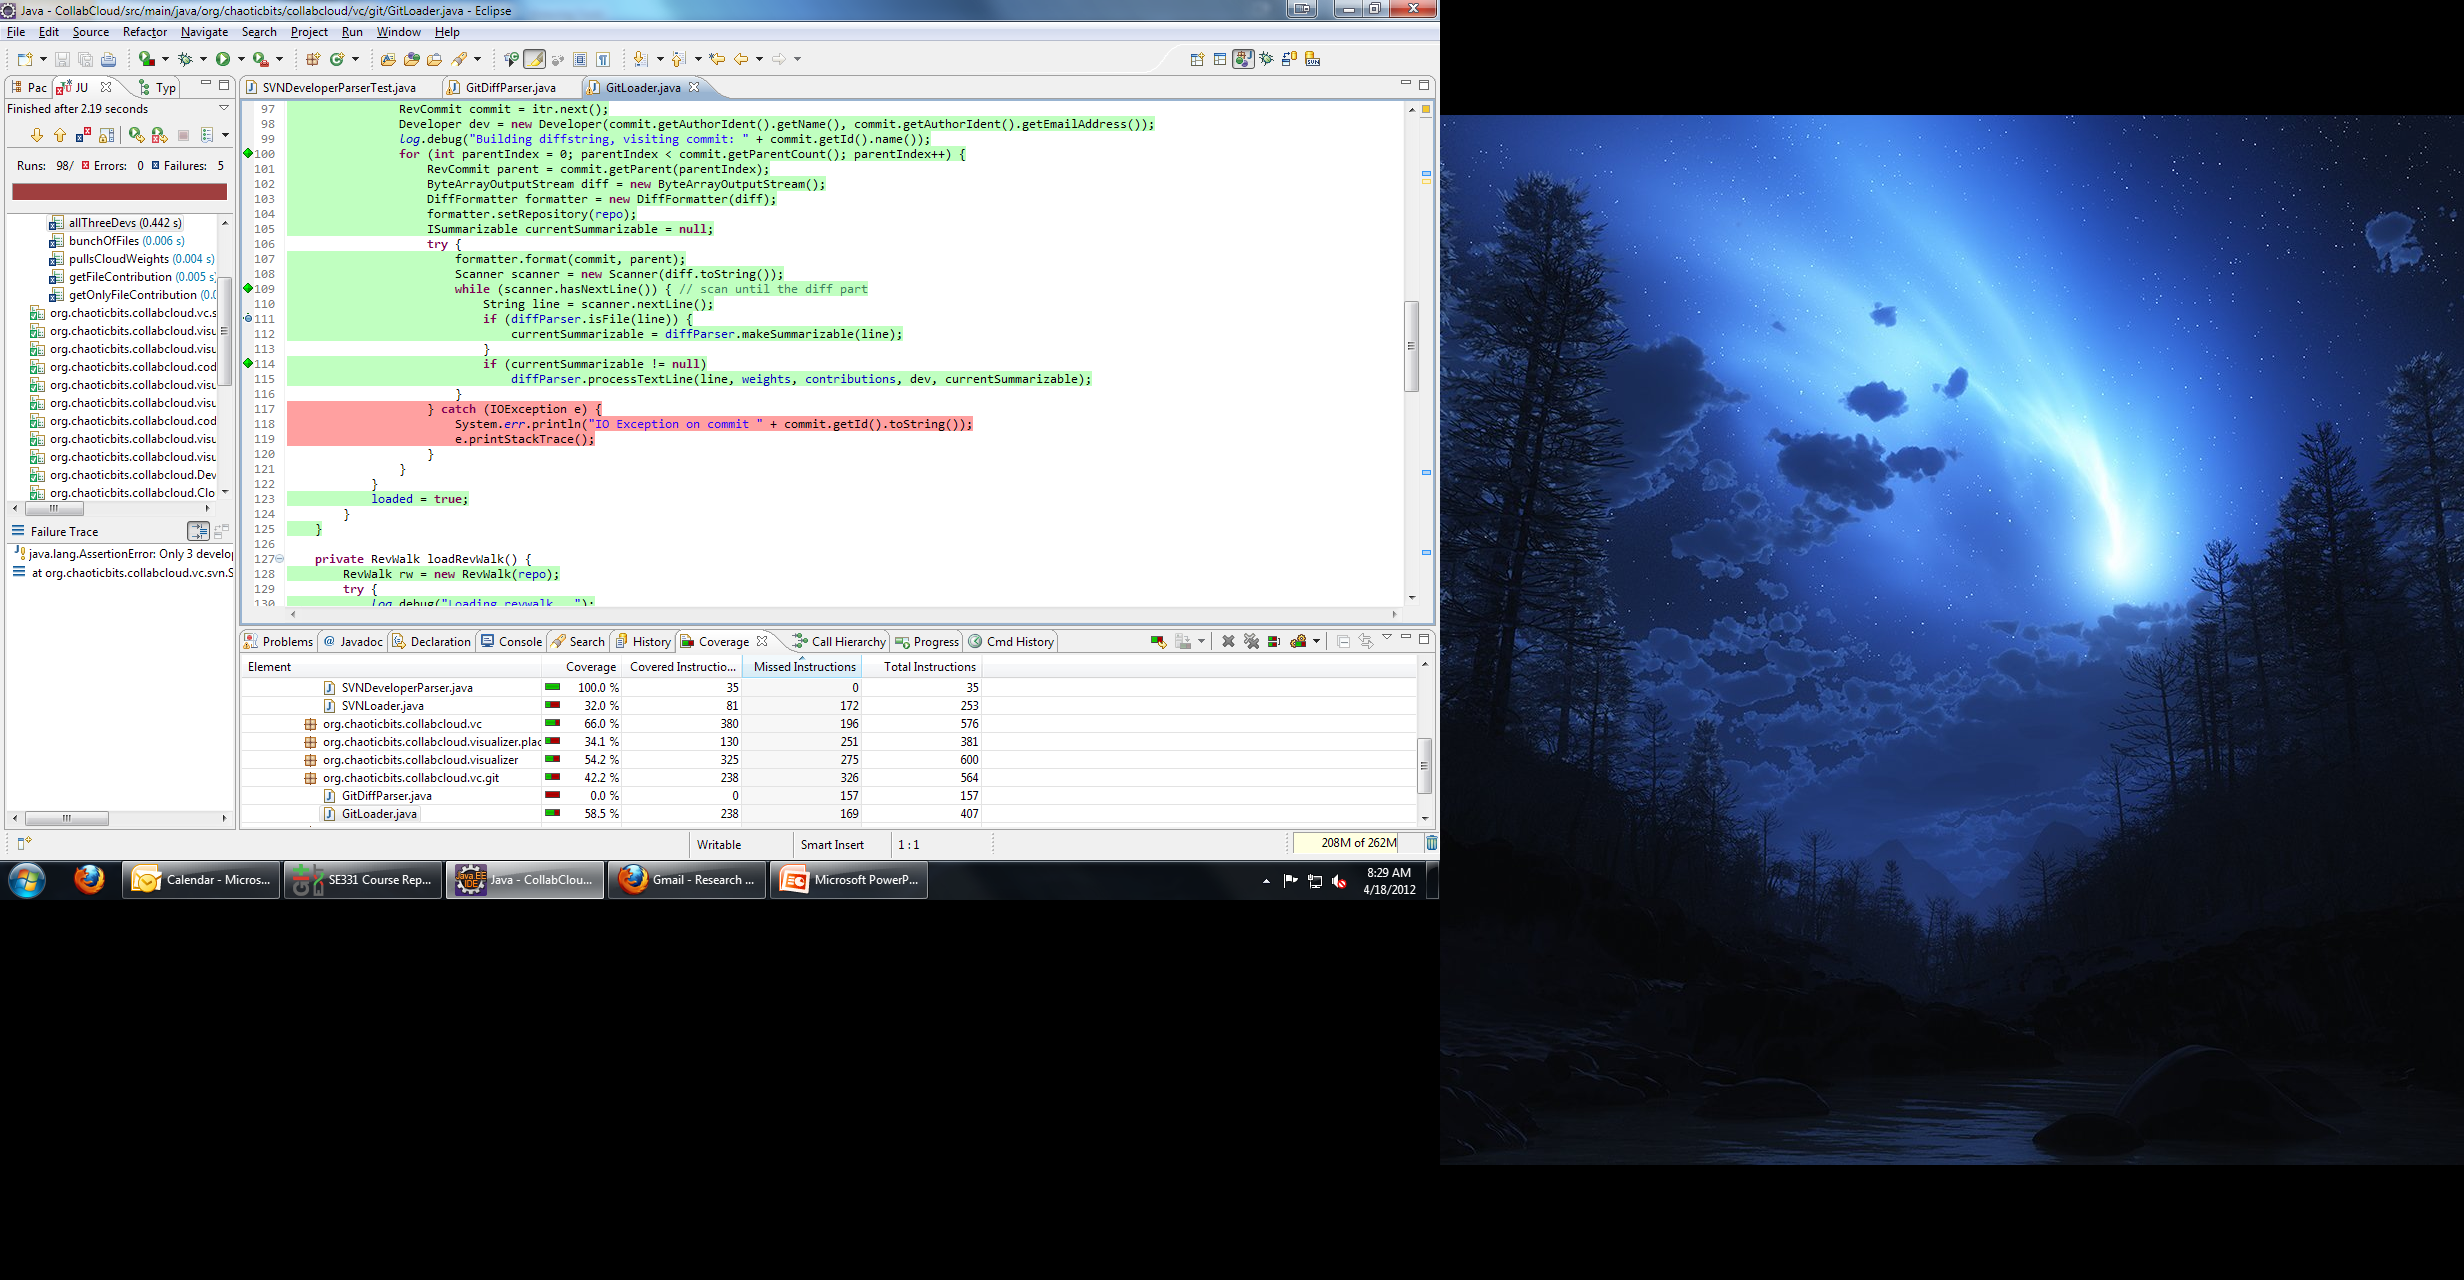 Java - CollabCloud/src/main/java/org/chaoticbits/collabcloud/vc/git/GitLoader.java - Eclipse
File Edit Source Refactor Navigate Search Project Run Window Help
Pac JU Typ
Finished after 2.19 seconds
Runs: 98/ Errors: 0 Failures: 5
allThreeDevs (0.442 s)
bunchOfFiles (0.006 s)
pullsCloudWeights (0.004 s)
getFileContribution (0.005 s)
getOnlyFileContribution (0.0
org.chaoticbits.collabcloud.vc.s
org.chaoticbits.collabcloud.visu
org.chaoticbits.collabcloud.visu
org.chaoticbits.collabcloud.cod
org.chaoticbits.collabcloud.visu
org.chaoticbits.collabcloud.visu
org.chaoticbits.collabcloud.cod
org.chaoticbits.collabcloud.visu
org.chaoticbits.collabcloud.visu
org.chaoticbits.collabcloud.Dev
org.chaoticbits.collabcloud.Clo
Failure Trace
java.lang.AssertionError: Only 3 develop
at org.chaoticbits.collabcloud.vc.svn.S
SVNDeveloperParserTest.java GitDiffParser.java GitLoader.java
97 RevCommit commit = itr.next();
98 Developer dev = new Developer(commit.getAuthorIdent().getName(), commit.getAuthorIdent().getEmailAddress());
99 log.debug("Building diffstring, visiting commit: " + commit.getId().name());
100 for (int parentIndex = 0; parentIndex < commit.getParentCount(); parentIndex++) {
101 RevCommit parent = commit.getParent(parentIndex);
102 ByteArrayOutputStream diff = new ByteArrayOutputStream();
103 DiffFormatter formatter = new DiffFormatter(diff);
104 formatter.setRepository(repo);
105 ISummarizable currentSummarizable = null;
106 try {
107 formatter.format(commit, parent);
108 Scanner scanner = new Scanner(diff.toString());
109 while (scanner.hasNextLine()) { // scan until the diff part
110 String line = scanner.nextLine();
111 if (diffParser.isFile(line)) {
112 currentSummarizable = diffParser.makeSummarizable(line);
113 }
114 if (currentSummarizable != null)
115 diffParser.processTextLine(line, weights, contributions, dev, currentSummarizable);
116 }
117 } catch (IOException e) {
118 System.err.println("IO Exception on commit " + commit.getId().toString());
119 e.printStackTrace();
120 }
121 }
122 }
123 loaded = true;
124 }
125 }
126
127 private RevWalk loadRevWalk() {
128 RevWalk rw = new RevWalk(repo);
129 try {
130 log.debug("Loading revwalk...");
Problems @ Javadoc Declaration Console Search History Coverage Call Hierarchy Progress Cmd History
Element Coverage Covered Instructio... Missed Instructions Total Instructions
SVNDeveloperParser.java 100.0 % 35 0 35
SVNLoader.java 32.0 % 81 172 253
org.chaoticbits.collabcloud.vc 66.0 % 380 196 576
org.chaoticbits.collabcloud.visualizer.plac 34.1 % 130 251 381
org.chaoticbits.collabcloud.visualizer 54.2 % 325 275 600
org.chaoticbits.collabcloud.vc.git 42.2 % 238 326 564
GitDiffParser.java 0.0 % 0 157 157
GitLoader.java 58.5 % 238 169 407
Writable Smart Insert 1 : 1 208M of 262M
Calendar - Micros... SE331 Course Rep... Java - CollabClou... Gmail - Research ... Microsoft PowerP...
8:29 AM
4/18/2012